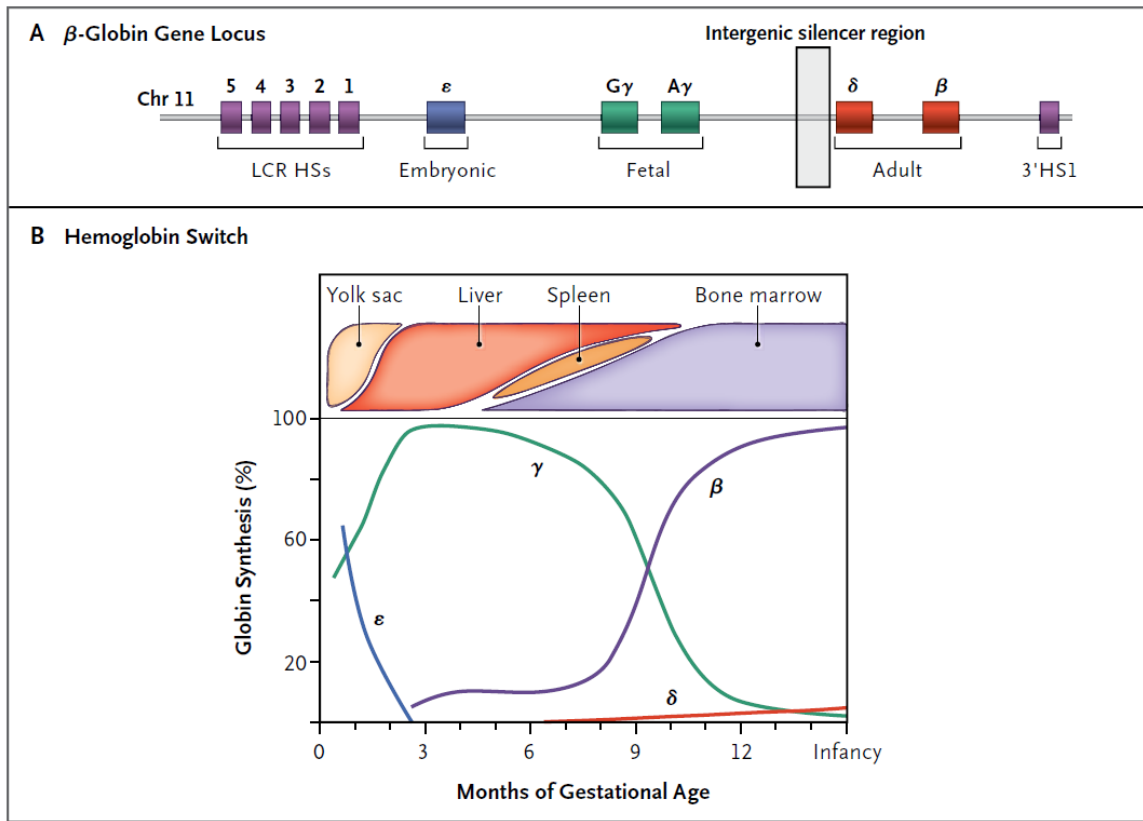 A β-Globin Gene Locus
Intergenic silencer region
Chr 11
5 4 3 2 1 ε Gγ Aγ δ β
LCR HSs Embryonic Fetal Adult 3'HS1
B Hemoglobin Switch
Yolk sac Liver Spleen Bone marrow
100
60
20
Globin Synthesis (%)
γ
β
ε
δ
0 3 6 9 12 Infancy
Months of Gestational Age